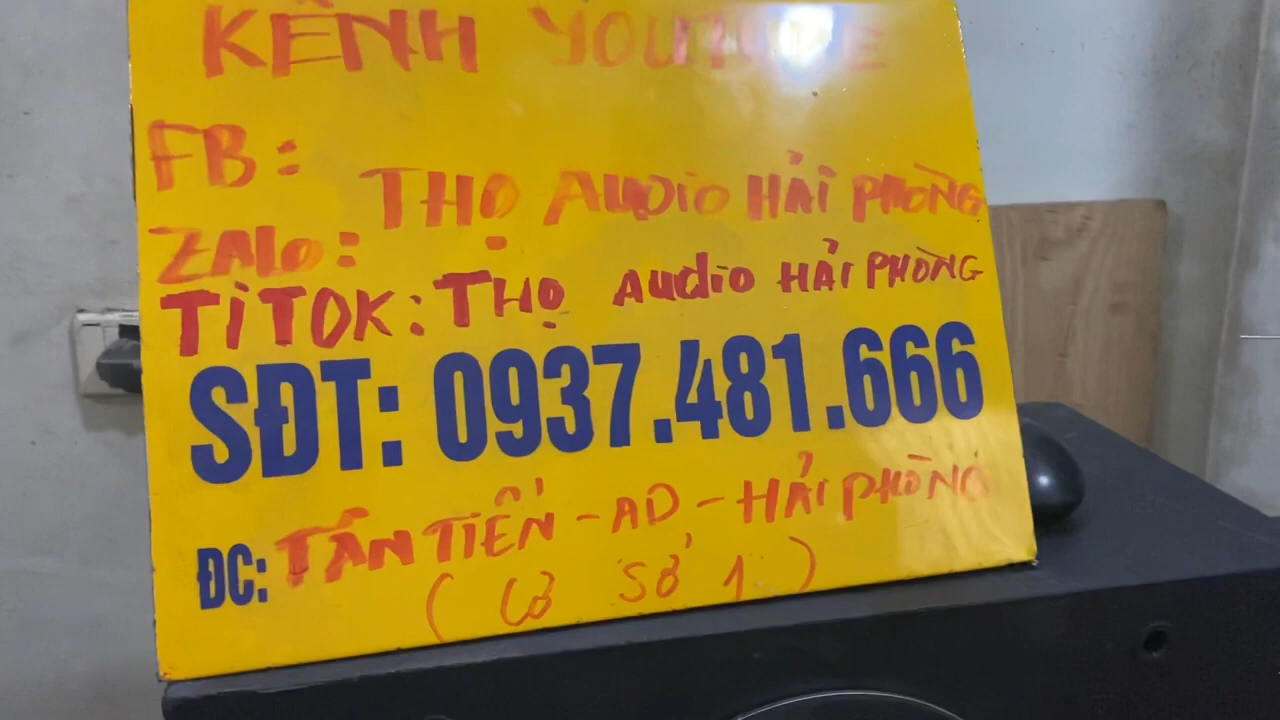 KÊNH YOUTUBE
FB: THỌ AUDIO HẢI PHÒNG
ZALO:
TITOK: THỌ AUDIO HẢI PHÒNG
SĐT: 0937.481.666
ĐC: TÂN TIẾN - AD - HẢI PHÒNG
( CƠ SỞ 1 )